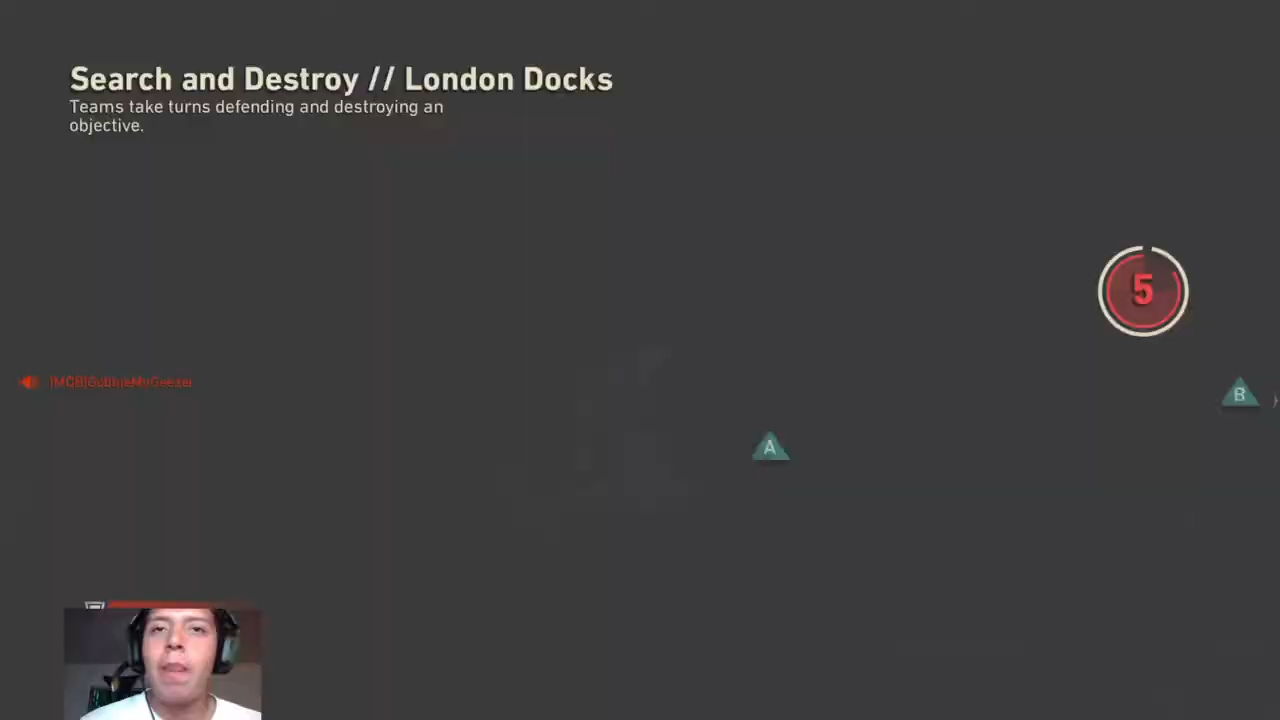 Search and Destroy // London Docks
Teams take turns defending and destroying an
objective.
5
B
A